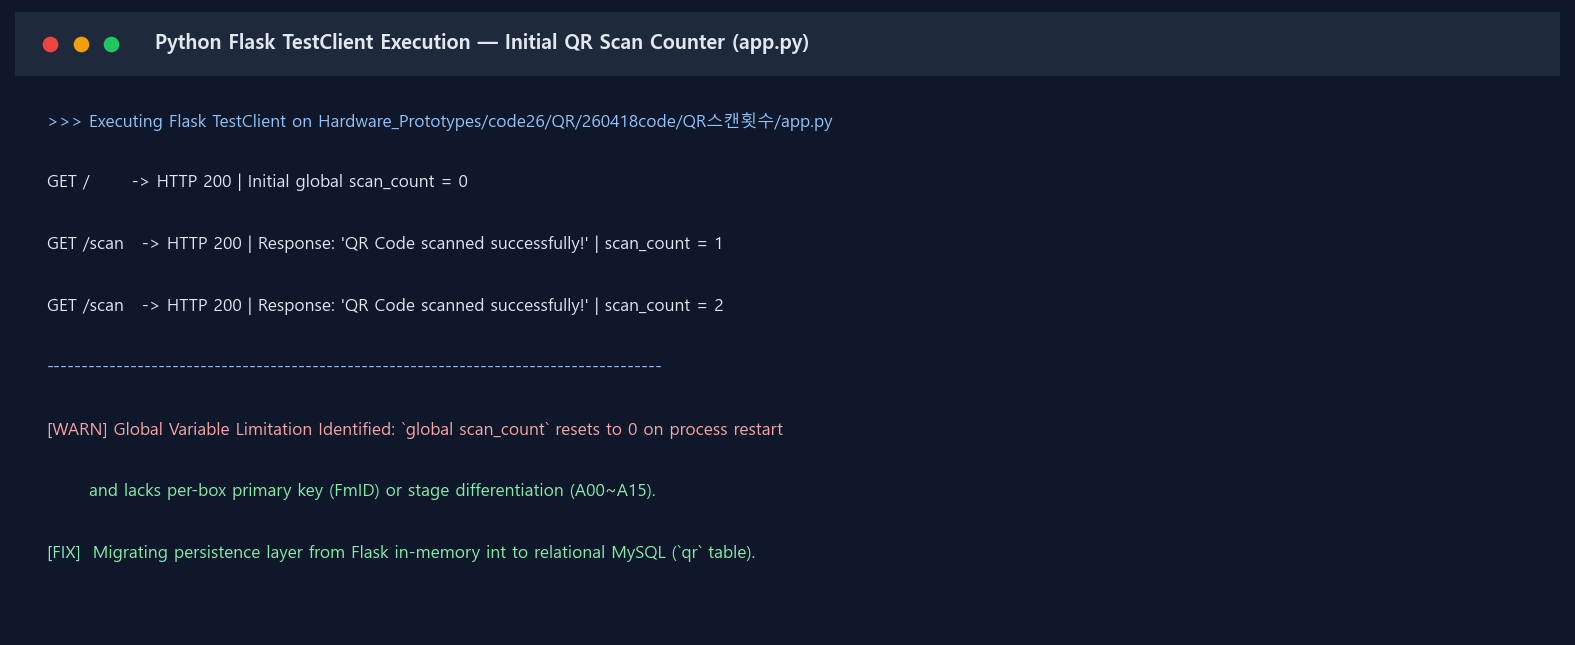 Python Flask TestClient Execution — Initial QR Scan Counter (app.py)
>>> Executing Flask TestClient on Hardware_Prototypes/code26/QR/260418code/QR스캔횟수/app.py
GET /        -> HTTP 200 | Initial global scan_count = 0
GET /scan   -> HTTP 200 | Response: 'QR Code scanned successfully!' | scan_count = 1
GET /scan   -> HTTP 200 | Response: 'QR Code scanned successfully!' | scan_count = 2
-----------------------------------------------------------------------------------------
[WARN] Global Variable Limitation Identified: `global scan_count` resets to 0 on process restart
and lacks per-box primary key (FmID) or stage differentiation (A00~A15).
[FIX]  Migrating persistence layer from Flask in-memory int to relational MySQL (`qr` table).